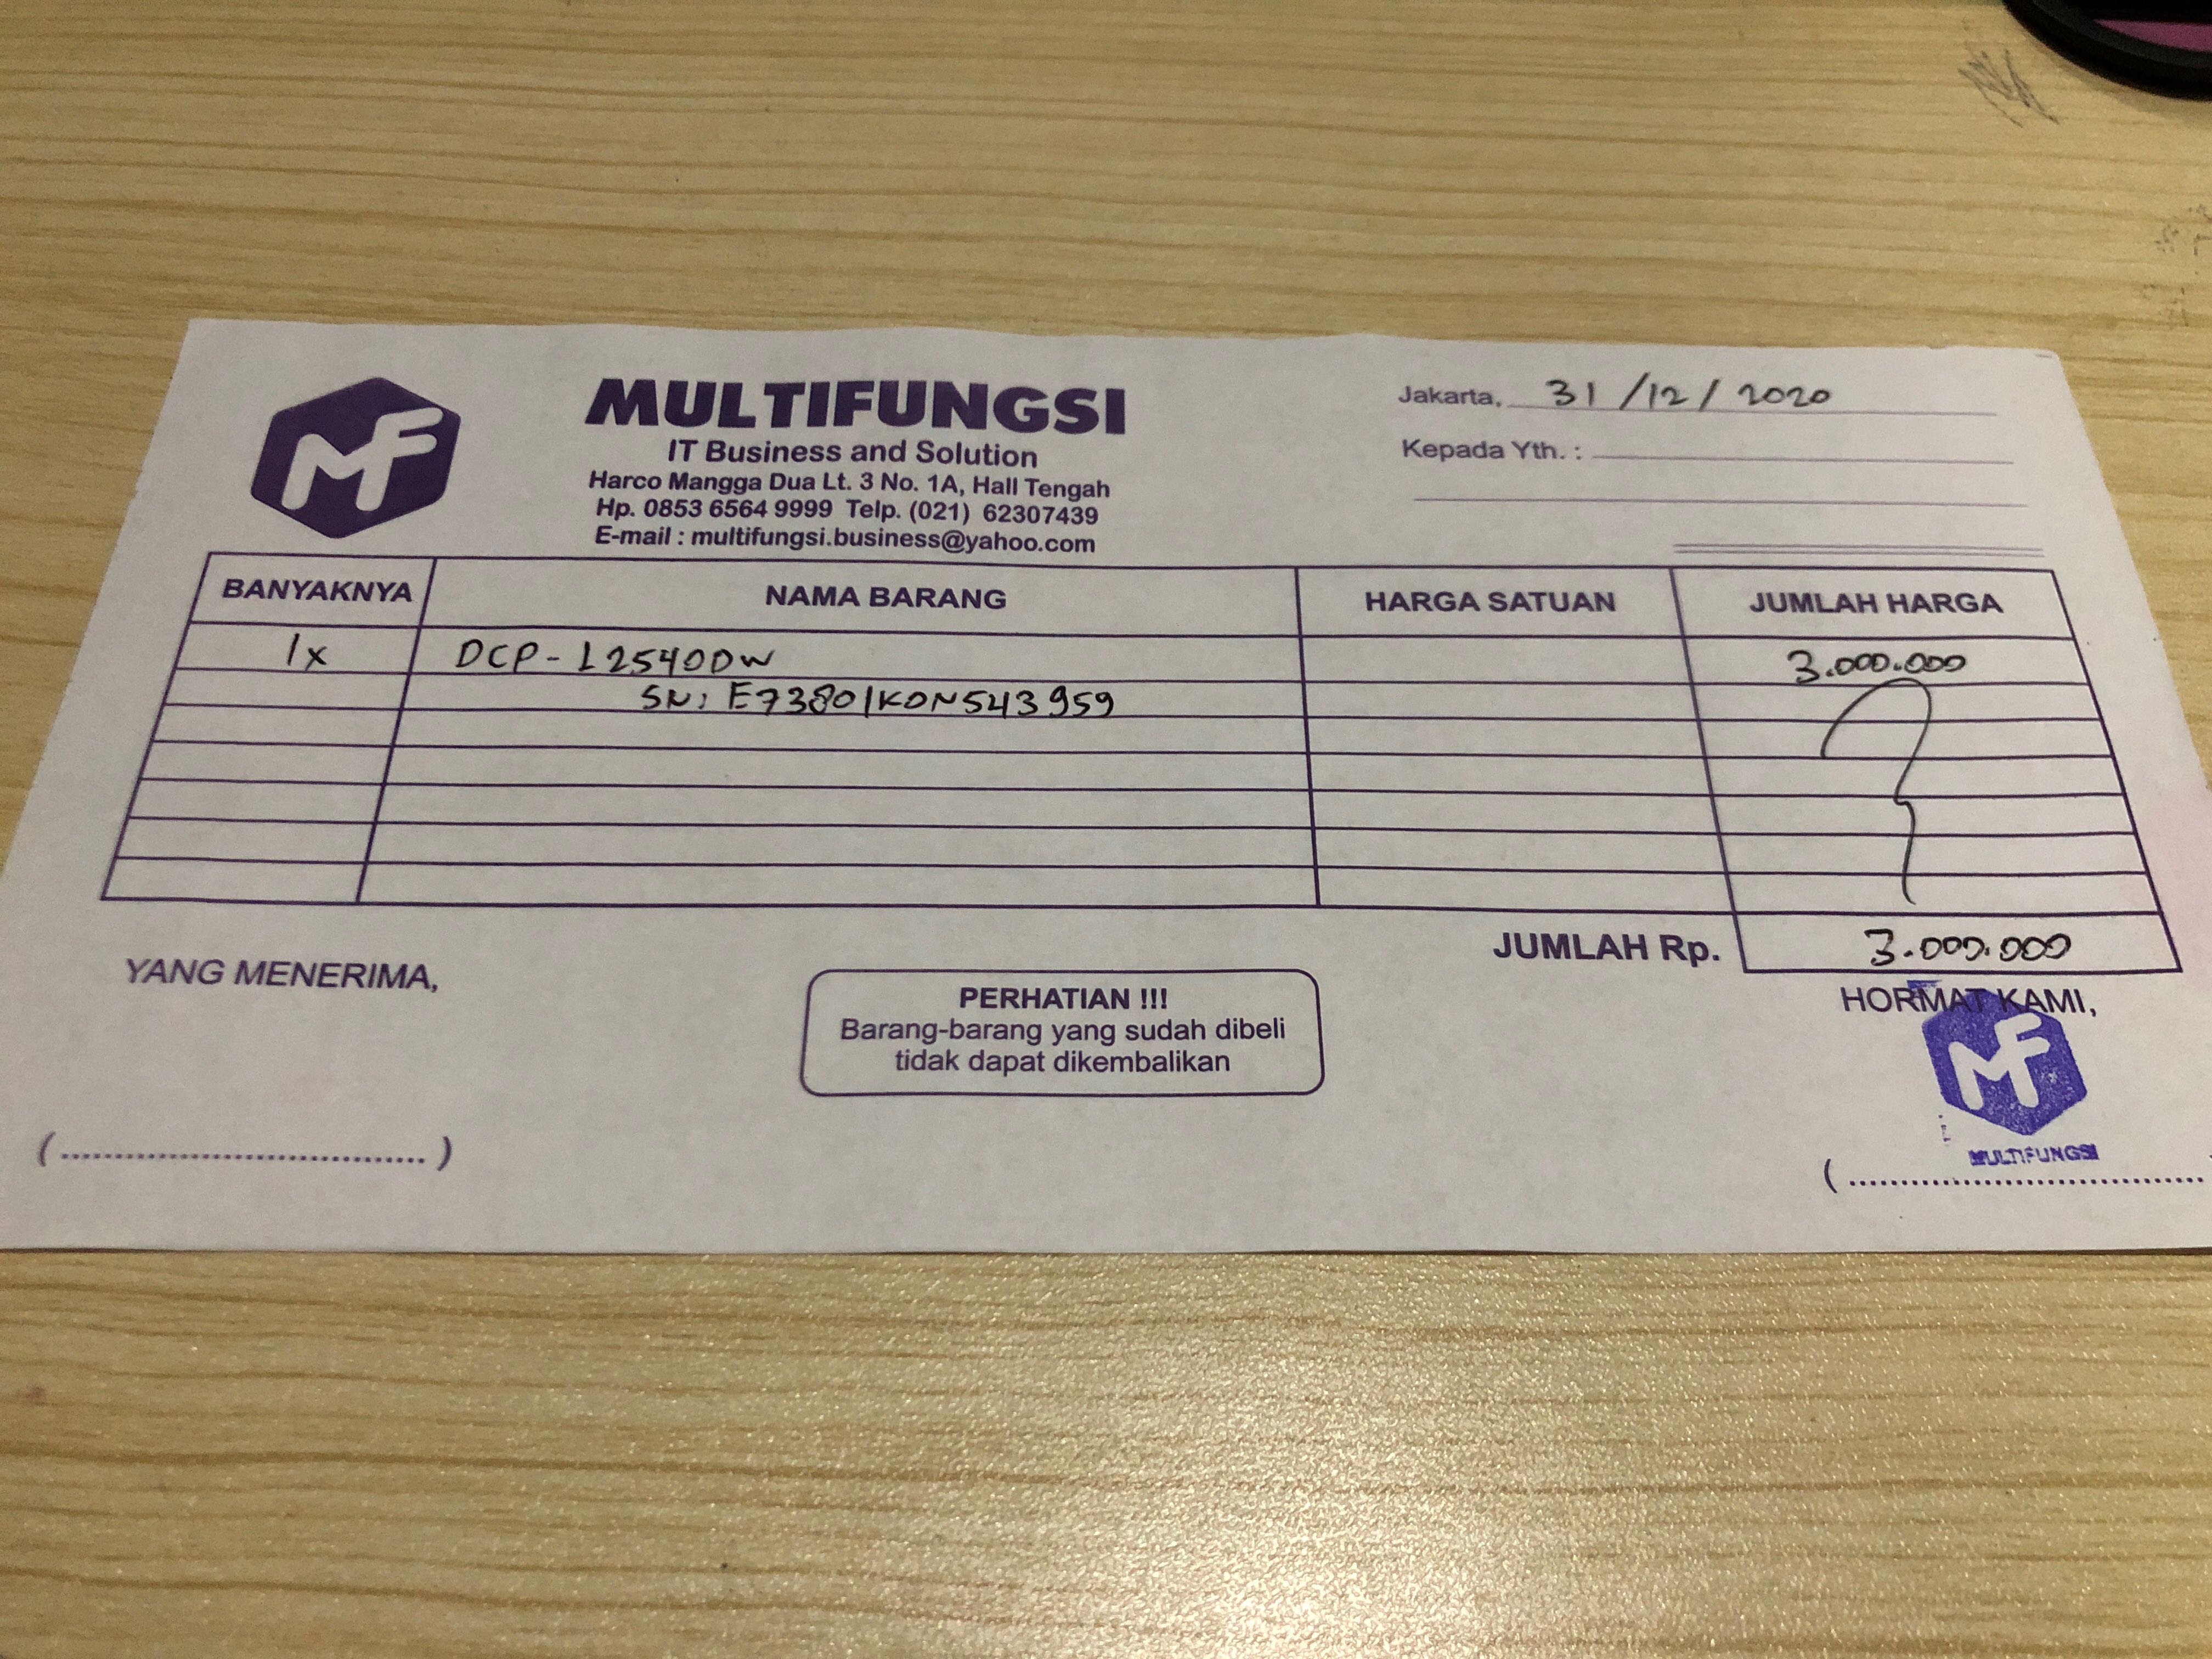 MF
MULTIFUNGSI
IT Business and Solution
Harco Mangga Dua Lt. 3 No. 1A, Hall Tengah
Hp. 0853 6564 9999 Telp. (021) 62307439
E-mail : multifungsi.business@yahoo.com
Jakarta, 31/12/2020
Kepada Yth. :
BANYAKNYA NAMA BARANG HARGA SATUAN JUMLAH HARGA
1x DCP-L2540DW 3.000.000
SN: E73801K0N543959
JUMLAH Rp. 3.000.000
YANG MENERIMA,
PERHATIAN !!!
Barang-barang yang sudah dibeli
tidak dapat dikembalikan
HORMAT KAMI,
MF
MULTIFUNGSI